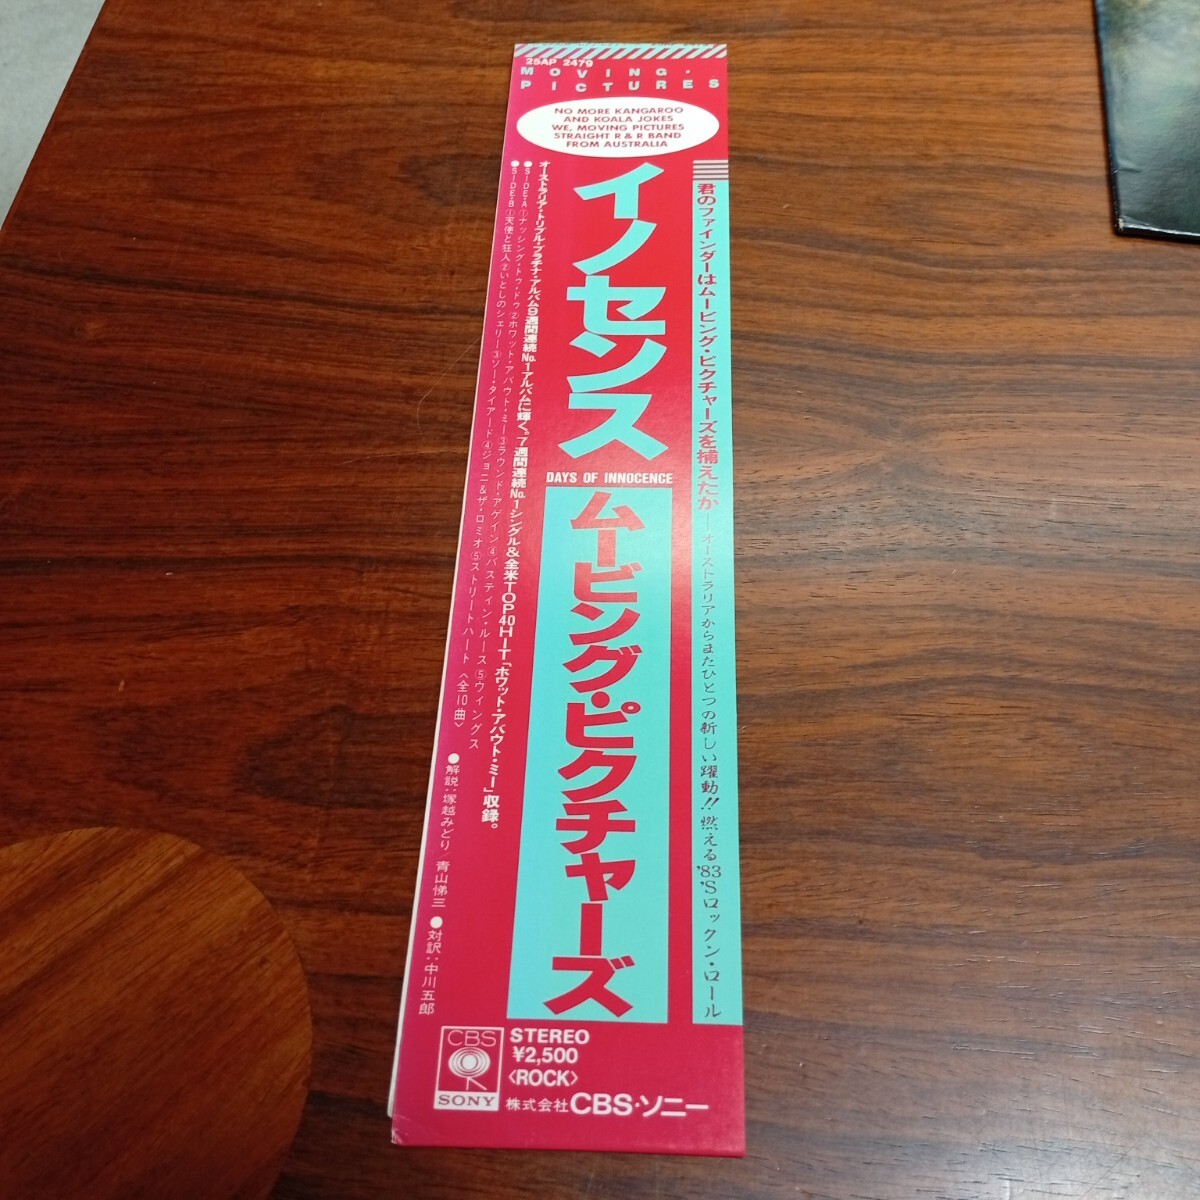 25AP 2479
MOVING・
PICTURES
NO MORE KANGAROO
AND KOALA JOKES
WE, MOVING PICTURES
STRAIGHT R & R BAND
FROM AUSTRALIA
君のファインダーはムービング・ピクチャーズを捕えたか—オーストラリアからまたひとつの新しい躍動!!燃える'83'Sロックン・ロール
イノセンス
DAYS OF INNOCENCE
ムービング・ピクチャーズ
オーストラリア・トリプル・プラチナ・アルバム9週間連続No.1アルバムに輝く。7週間連続No.1シングル&全米TOP40HIT「ホワット・アバウト・ミー」収録。
●SIDE・A①ナッシング・トゥ・ドゥ②ホワット・アバウト・ミー③ラウンド・アゲイン④バスティン・ルース⑤ウィングス
●SIDE・B①天使と狂人②いとしのシェリー③ソー・タイアード④ジョニー&ザ・ロミオ⑤ストリートハート〈全10曲〉
●解説：塚越みどり 青山悌三 ●対訳：中川五郎
CBS
SONY
STEREO
¥2,500
〈ROCK〉
株式会社CBS・ソニー